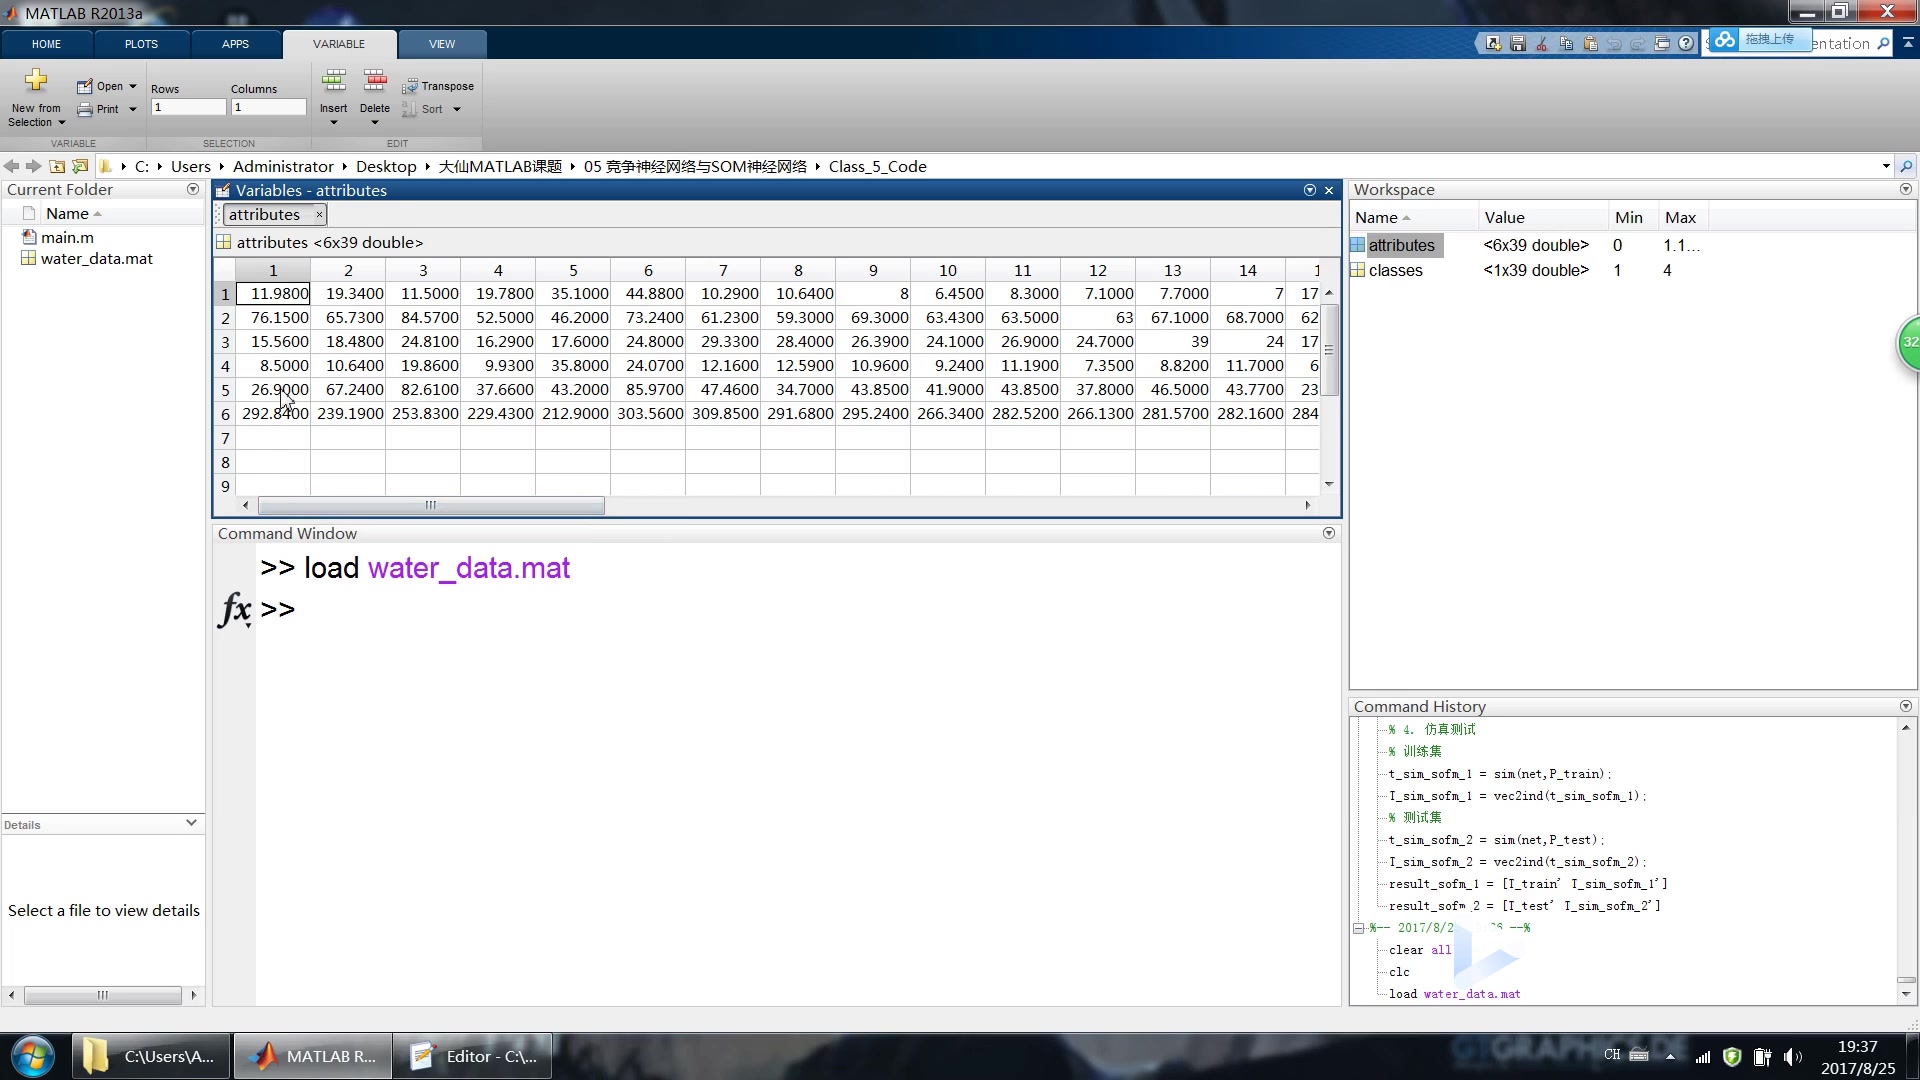 MATLAB R2013a
HOME PLOTS APPS VARIABLE VIEW
拖拽上传 entation
New from Selection
Open
Print
Rows Columns
1 1
Insert Delete
Transpose
Sort
VARIABLE SELECTION EDIT
C: Users Administrator Desktop 大仙MATLAB课题 05 竞争神经网络与SOM神经网络 Class_5_Code
Current Folder
Name
main.m
water_data.mat
Details
Select a file to view details
Variables - attributes
attributes
attributes <6x39 double>
1 2 3 4 5 6 7 8 9 10 11 12 13 14 1
1 11.9800 19.3400 11.5000 19.7800 35.1000 44.8800 10.2900 10.6400 8 6.4500 8.3000 7.1000 7.7000 7 17
2 76.1500 65.7300 84.5700 52.5000 46.2000 73.2400 61.2300 59.3000 69.3000 63.4300 63.5000 63 67.1000 68.7000 62
3 15.5600 18.4800 24.8100 16.2900 17.6000 24.8000 29.3300 28.4000 26.3900 24.1000 26.9000 24.7000 39 24 17
4 8.5000 10.6400 19.8600 9.9300 35.8000 24.0700 12.1600 12.5900 10.9600 9.2400 11.1900 7.3500 8.8200 11.7000 6
5 26.9000 67.2400 82.6100 37.6600 43.2000 85.9700 47.4600 34.7000 43.8500 41.9000 43.8500 37.8000 46.5000 43.7700 23
6 292.8400 239.1900 253.8300 229.4300 212.9000 303.5600 309.8500 291.6800 295.2400 266.3400 282.5200 266.1300 281.5700 282.1600 284
7
8
9
Command Window
>> load water_data.mat
fx >>
Workspace
Name Value Min Max
attributes <6x39 double> 0 1.1...
classes <1x39 double> 1 4
32
Command History
% 4. 仿真测试
% 训练集
t_sim_sofm_1 = sim(net,P_train);
I_sim_sofm_1 = vec2ind(t_sim_sofm_1);
% 测试集
t_sim_sofm_2 = sim(net,P_test);
I_sim_sofm_2 = vec2ind(t_sim_sofm_2);
result_sofm_1 = [I_train' I_sim_sofm_1']
result_sofm_2 = [I_test' I_sim_sofm_2']
%-- 2017/8/2 --%
clear all
clc
load water_data.mat
C:\Users\A...
MATLAB R...
Editor - C:\...
CH
19:37
2017/8/25